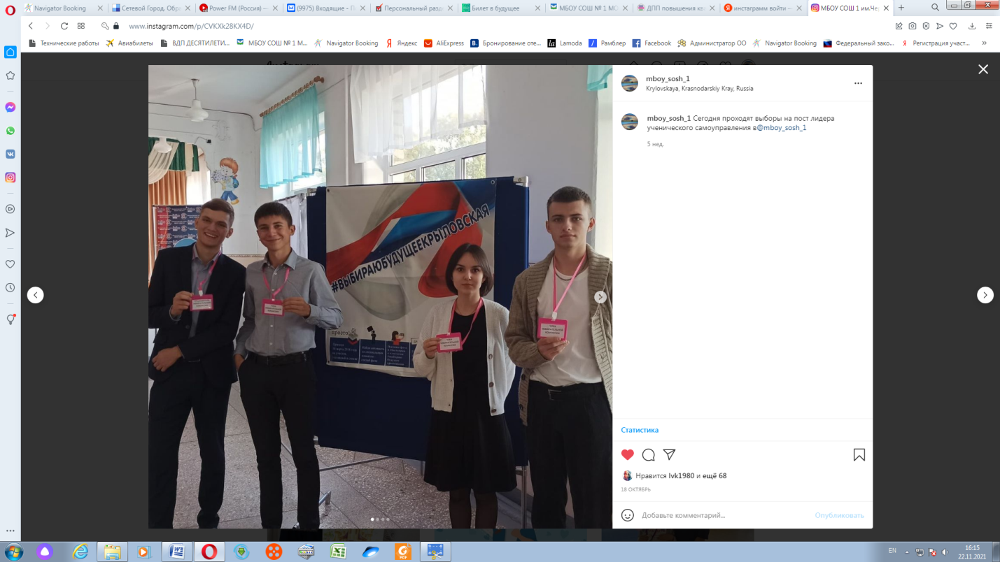 Navigator Booking
Сетевой Город. Обра
Power FM (Россия) —
(9975) Входящие - П
Персональный разд
Билет в будущее
МБОУ СОШ № 1 МО
ДПП повышения кв
инстаграмм войти —
МБОУ СОШ 1 им.Че
www.instagram.com/p/CVKXk28KX4D/
Технические работы
Авиабилеты
ВДП ДЕСЯТИЛЕТИ...
МБОУ СОШ № 1 М...
Navigator Booking
Яндекс
AliExpress
Бронирование оте...
Lamoda
Рамблер
Facebook
Администратор ОО
Navigator Booking
Федеральный зако...
Регистрация участ...
#ВЫБИРАЮБУДУЩЕЕКРЫЛОВСКАЯ
просто!
mboy_sosh_1
Krylovskaya, Krasnodarskiy Kray, Russia
mboy_sosh_1 Сегодня проходят выборы на пост лидера
ученического самоуправления в@mboy_sosh_1
5 нед.
Статистика
Нравится lvk1980 и ещё 68
18 ОКТЯБРЬ
Добавьте комментарий...
Опубликовать
EN
16:15
22.11.2021